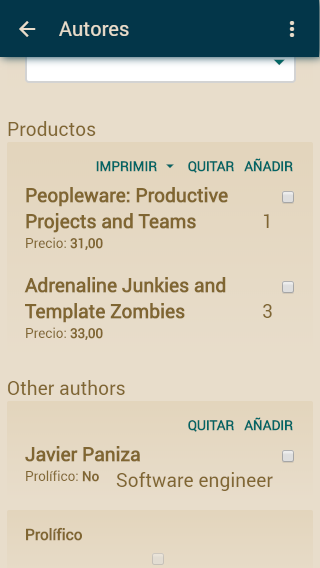 Autores
Productos
IMPRIMIR QUITAR AÑADIR
Peopleware: Productive
Projects and Teams 1
Precio: 31,00
Adrenaline Junkies and
Template Zombies 3
Precio: 33,00
Other authors
QUITAR AÑADIR
Javier Paniza
Prolífico: No Software engineer
Prolífico